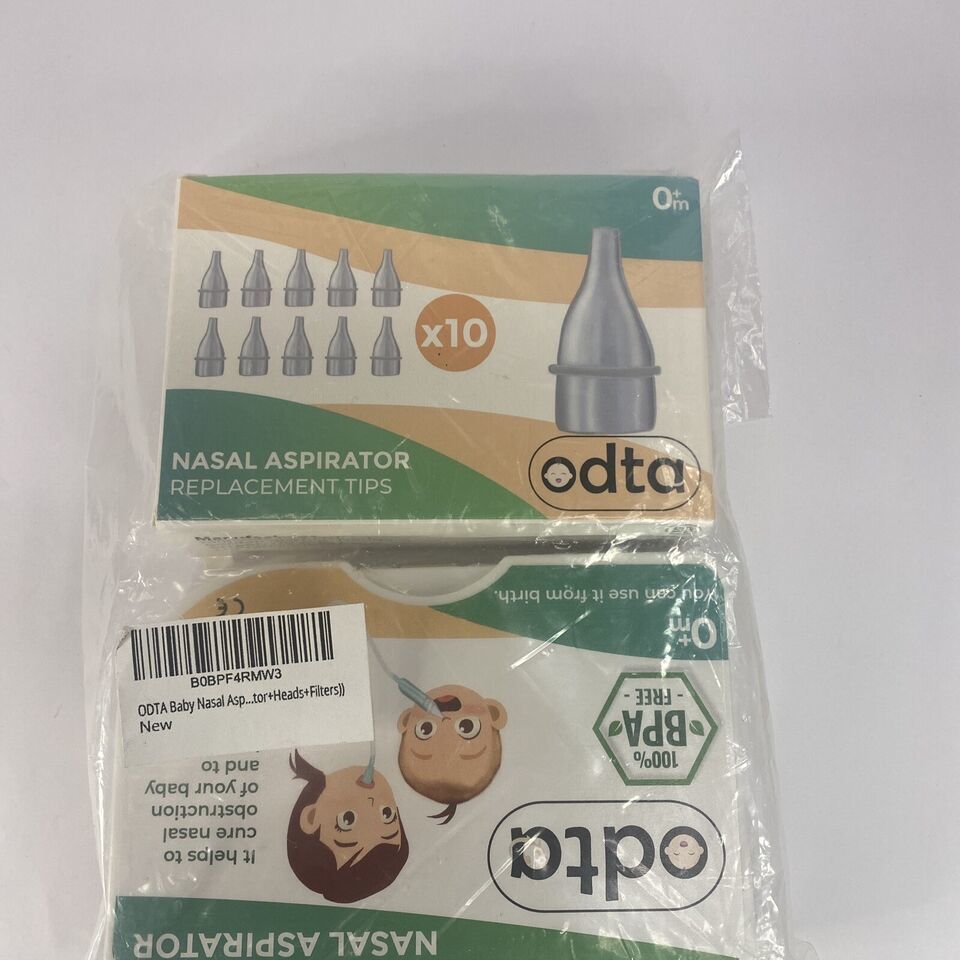 0+m
x10
NASAL ASPIRATOR
REPLACEMENT TIPS
odta
You can use it from birth.
0+m
CE
B0BPF4RMW3
ODTA Baby Nasal Asp...tor+Heads+Filters))
New
100%
BPA
- FREE -
It helps to
cure nasal
obstruction
of your baby
and to
odta
NASAL ASPIRATOR